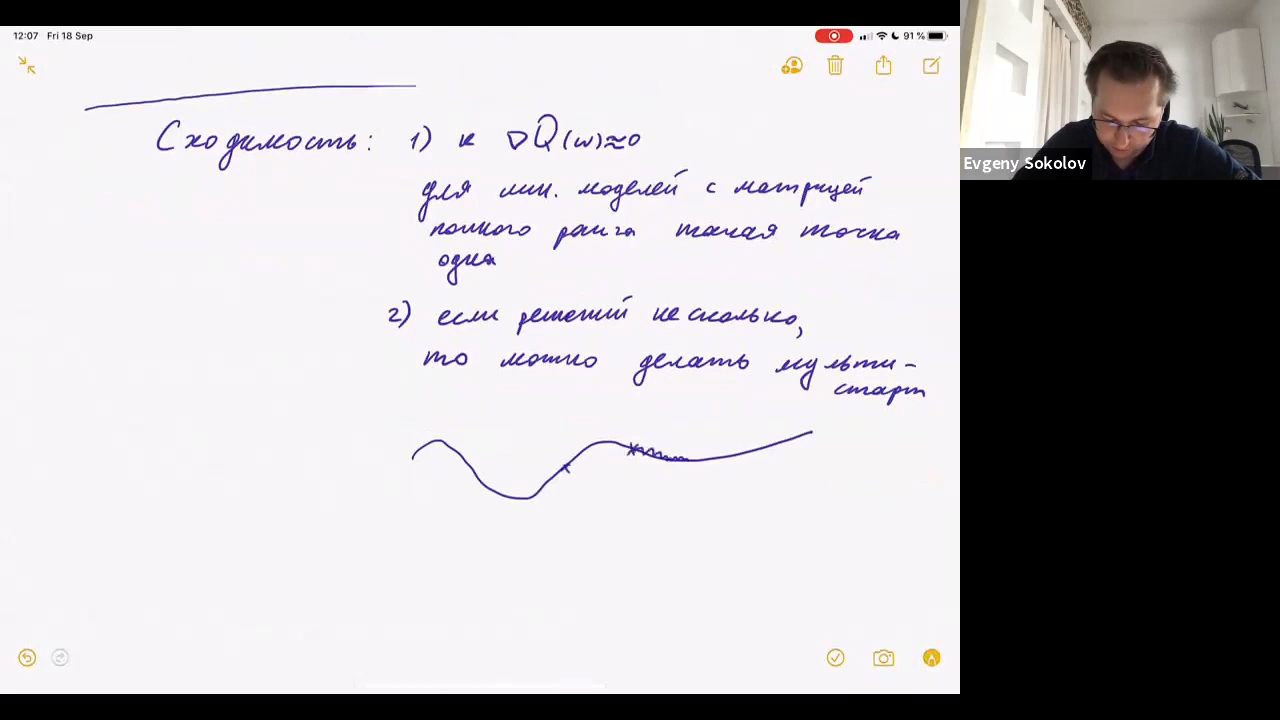 12:07 Fri 18 Sep
91 %
Evgeny Sokolov
Сходимость: 1) к ∇Q(w)≈0
для лин. моделей с матрицей
полного ранга такая точка
одна
2) если решений несколько,
то можно делать мульти-
старт